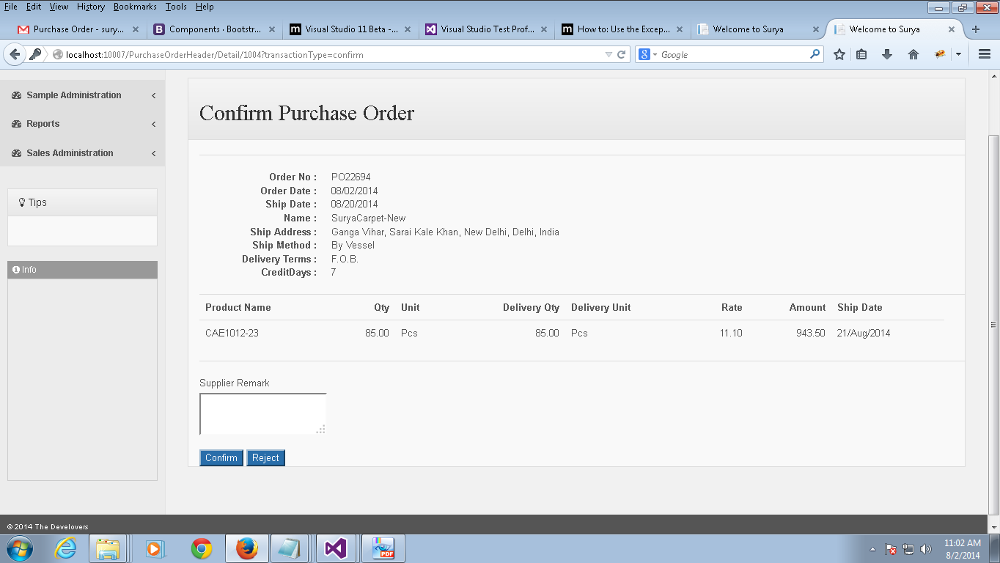 File Edit View History Bookmarks Tools Help
Purchase Order - sury... Components · Bootstr... Visual Studio 11 Beta -... Visual Studio Test Prof... How to: Use the Excep... Welcome to Surya Welcome to Surya
localhost:10007/PurchaseOrderHeader/Detail/1004?transactionType=confirm Google
Sample Administration
Reports
Sales Administration
Tips
Info
Confirm Purchase Order
Order No : PO22694
Order Date : 08/02/2014
Ship Date : 08/20/2014
Name : SuryaCarpet-New
Ship Address : Ganga Vihar, Sarai Kale Khan, New Delhi, Delhi, India
Ship Method : By Vessel
Delivery Terms : F.O.B.
CreditDays : 7
Product Name Qty Unit Delivery Qty Delivery Unit Rate Amount Ship Date
CAE1012-23 85.00 Pcs 85.00 Pcs 11.10 943.50 21/Aug/2014
Supplier Remark
Confirm Reject
© 2014 The Develovers
PDF
11:02 AM
8/2/2014